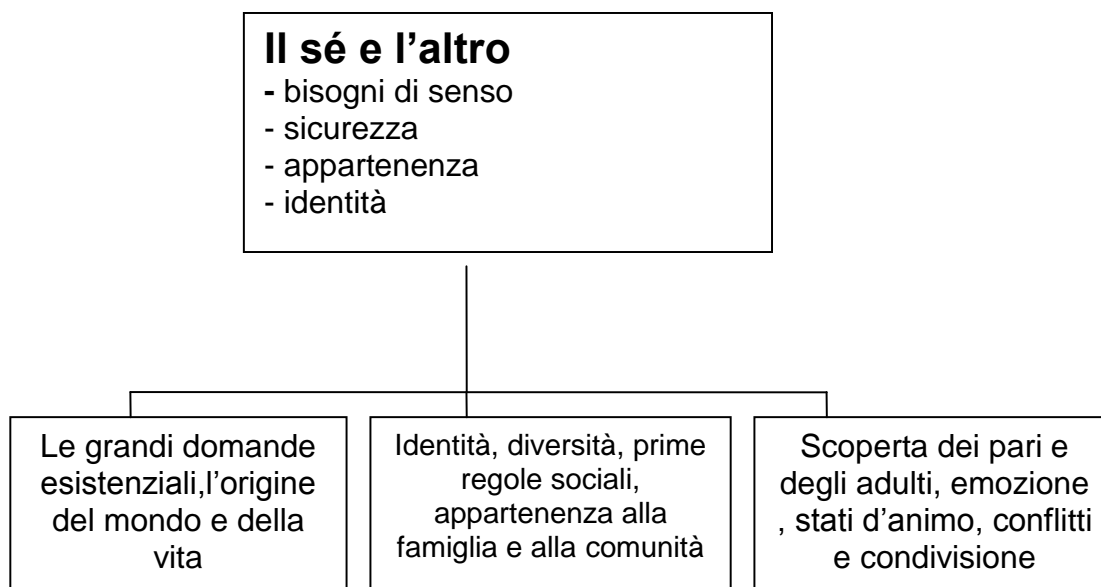 Il sé e l’altro
- bisogni di senso
- sicurezza
- appartenenza
- identità
Le grandi domande
esistenziali,l’origine
del mondo e della
vita
Identità, diversità, prime
regole sociali,
appartenenza alla
famiglia e alla comunità
Scoperta dei pari e
degli adulti, emozione
, stati d’animo, conflitti
e condivisione